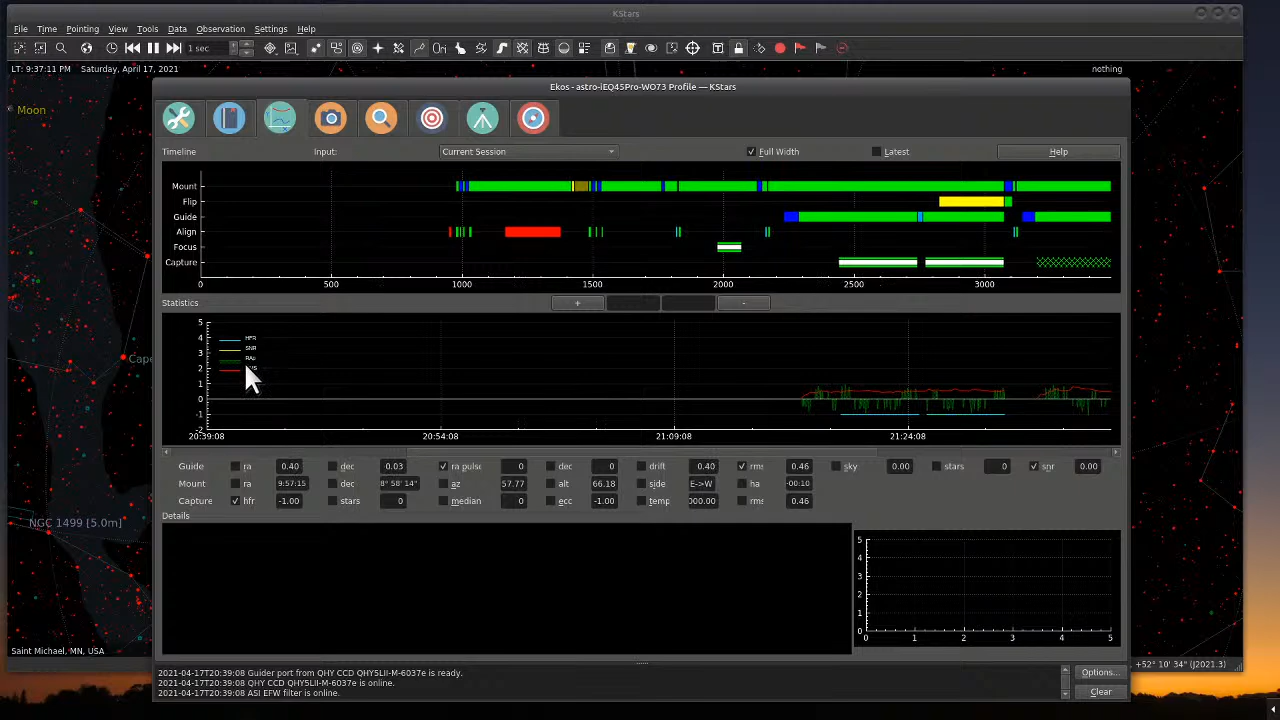 KStars
File Time Pointing View Tools Data Observation Settings Help
1 sec
LT: 9:37:11 PM Saturday, April 17, 2021
nothing
Moon
Ekos - astro-iEQ45Pro-WO73 Profile — KStars
Timeline Input: Current Session Full Width Latest Help
Mount
Flip
Guide
Align
Focus
Capture
0 500 1000 1500 2000 2500 3000
Statistics + -
5
4
3
2
1
0
-1
-2
HFR
SNR
RAp
20:39:08 20:54:08 21:09:08 21:24:08
Cape
Guide ra 0.40 dec 0.03 ra pulse 0 dec 0 drift 0.40 rms 0.46 sky 0.00 stars 0 snr 0.00
Mount ra 9:57:15 dec 8° 58' 14" az 57.77 alt 66.18 side E->W ha -00:10
Capture hfr -1.00 stars 0 median 0 ecc -1.00 temp 000.00 rms 0.46
Details
NGC 1499 [5.0m]
5
4
3
2
1
0
0 1 2 3 4 5
Saint Michael, MN, USA
+52° 10' 34" (J2021.3)
2021-04-17T20:39:08 Guider port from QHY CCD QHY5LII-M-6037e is ready.
2021-04-17T20:39:08 QHY CCD QHY5LII-M-6037e is online.
2021-04-17T20:39:08 ASI EFW filter is online.
Options...
Clear